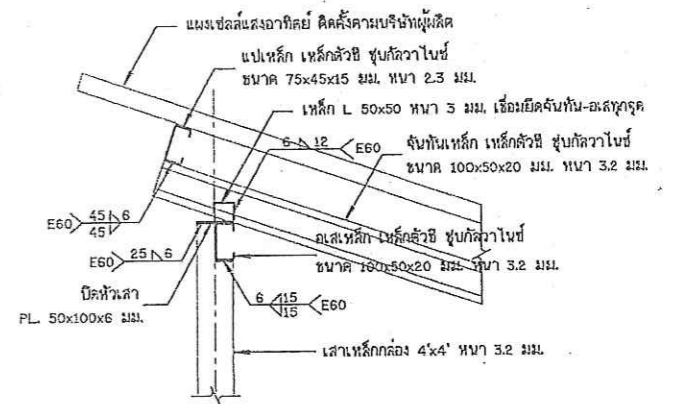 แผงเซลล์แสงอาทิตย์ ติดตั้งตามบริษัทผู้ผลิต
แปเหล็ก เหล็กตัวซี ชุบกัลวาไนซ์
ขนาด 75x45x15 มม. หนา 2.3 มม.
เหล็ก L 50x50 หนา 3 มม. เชื่อมยึดจันทัน-อเสทุกจุด
6 12 E60
จันทันเหล็ก เหล็กตัวซี ชุบกัลวาไนซ์
ขนาด 100x50x20 มม. หนา 3.2 มม.
E60 45 6
45
E60 25 6
อเสเหล็ก เหล็กตัวซี ชุบกัลวาไนซ์
ขนาด 100x50x20 มม. หนา 3.2 มม.
ปิดหัวเสา
PL. 50x100x6 มม.
6 15 E60
15
เสาเหล็กกล่อง 4'x4' หนา 3.2 มม.